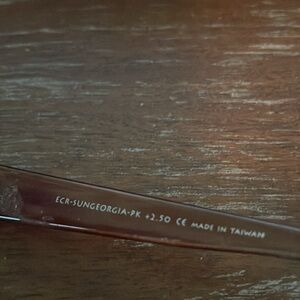 ECR-SUNGEORGIA-PK +2.50 CE MADE IN TAIWAN